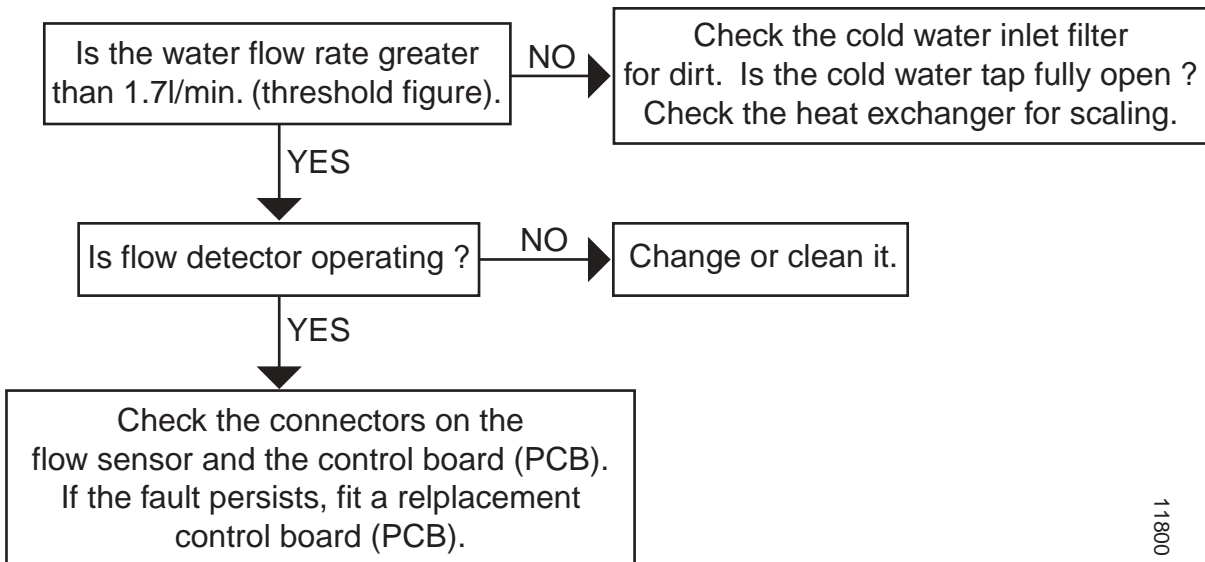 Is the water flow rate greater
than 1.7l/min. (threshold figure).
NO
Check the cold water inlet filter
for dirt. Is the cold water tap fully open ?
Check the heat exchanger for scaling.
YES
Is flow detector operating ?
NO
Change or clean it.
YES
Check the connectors on the
flow sensor and the control board (PCB).
If the fault persists, fit a relplacement
control board (PCB).
11800